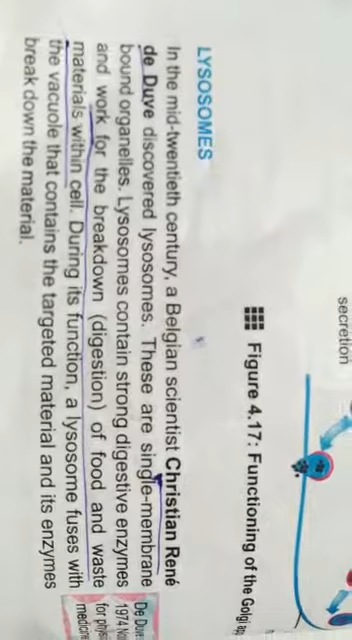 secretion
Figure 4.17: Functioning of the Golgi
LYSOSOMES
In the mid-twentieth century, a Belgian scientist Christian René
de Duve discovered lysosomes. These are single-membrane
bound organelles. Lysosomes contain strong digestive enzymes
and work for the breakdown (digestion) of food and waste
materials within cell. During its function, a lysosome fuses with
the vacuole that contains the targeted material and its enzymes
break down the material.
De Duve
1974
for
medicine